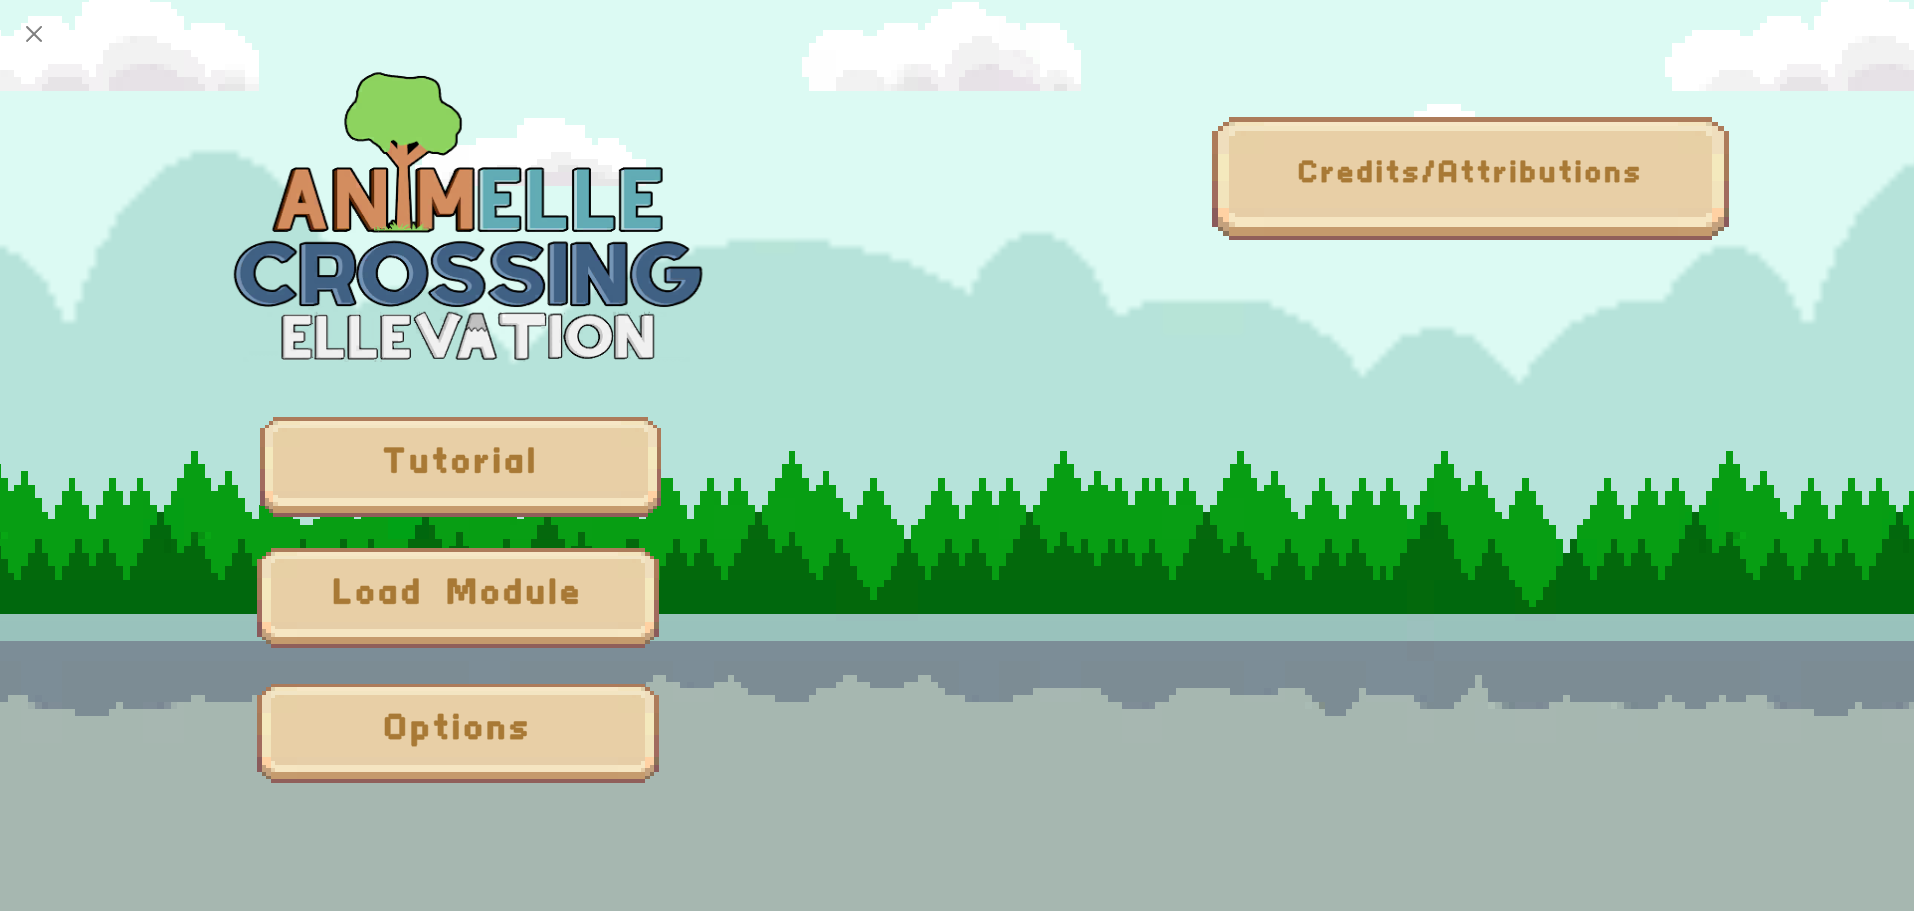 ANIMELLE
CROSSING
ELLEVATION
Credits/Attributions
Tutorial
Load Module
Options